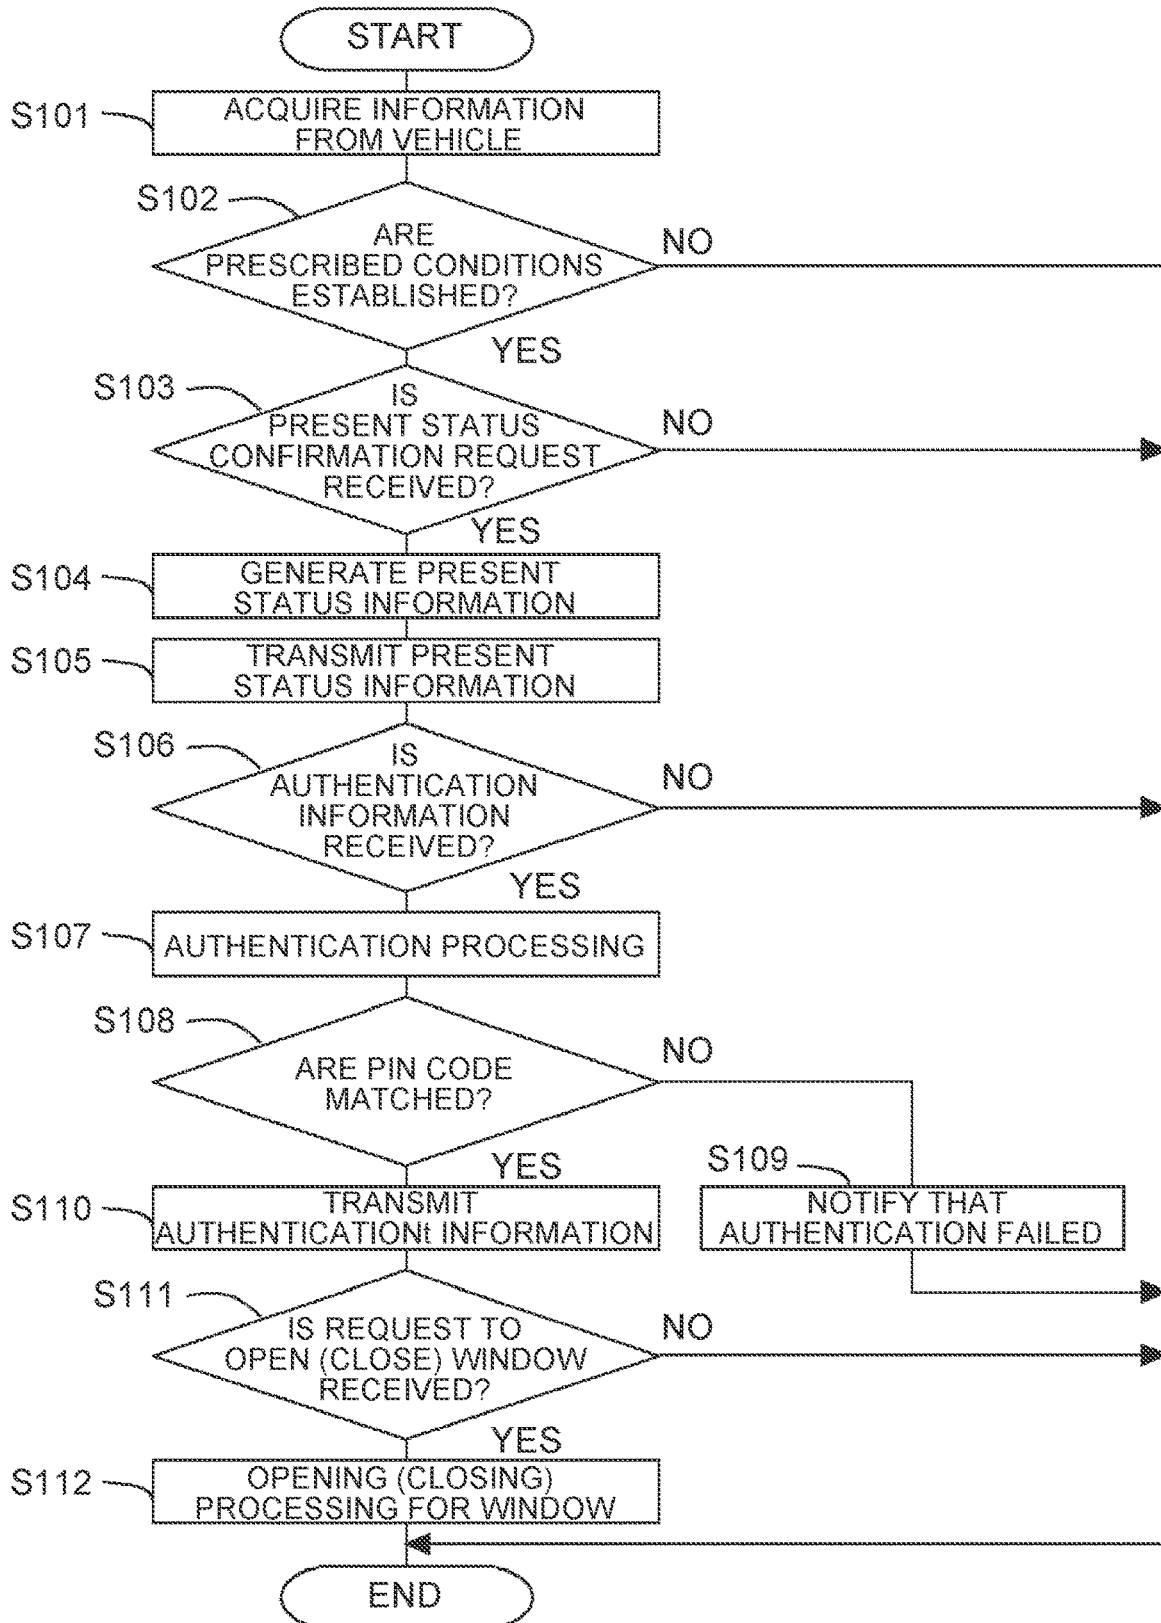 START
S101
ACQUIRE INFORMATION
FROM VEHICLE
S102
ARE
PRESCRIBED CONDITIONS
ESTABLISHED?
NO
YES
S103
IS
PRESENT STATUS
CONFIRMATION REQUEST
RECEIVED?
NO
YES
S104
GENERATE PRESENT
STATUS INFORMATION
S105
TRANSMIT PRESENT
STATUS INFORMATION
S106
IS
AUTHENTICATION
INFORMATION
RECEIVED?
NO
YES
S107
AUTHENTICATION PROCESSING
S108
ARE PIN CODE
MATCHED?
NO
YES
S109
NOTIFY THAT
AUTHENTICATION FAILED
S110
TRANSMIT
AUTHENTICATIONt INFORMATION
S111
IS REQUEST TO
OPEN (CLOSE) WINDOW
RECEIVED?
NO
YES
S112
OPENING (CLOSING)
PROCESSING FOR WINDOW
END